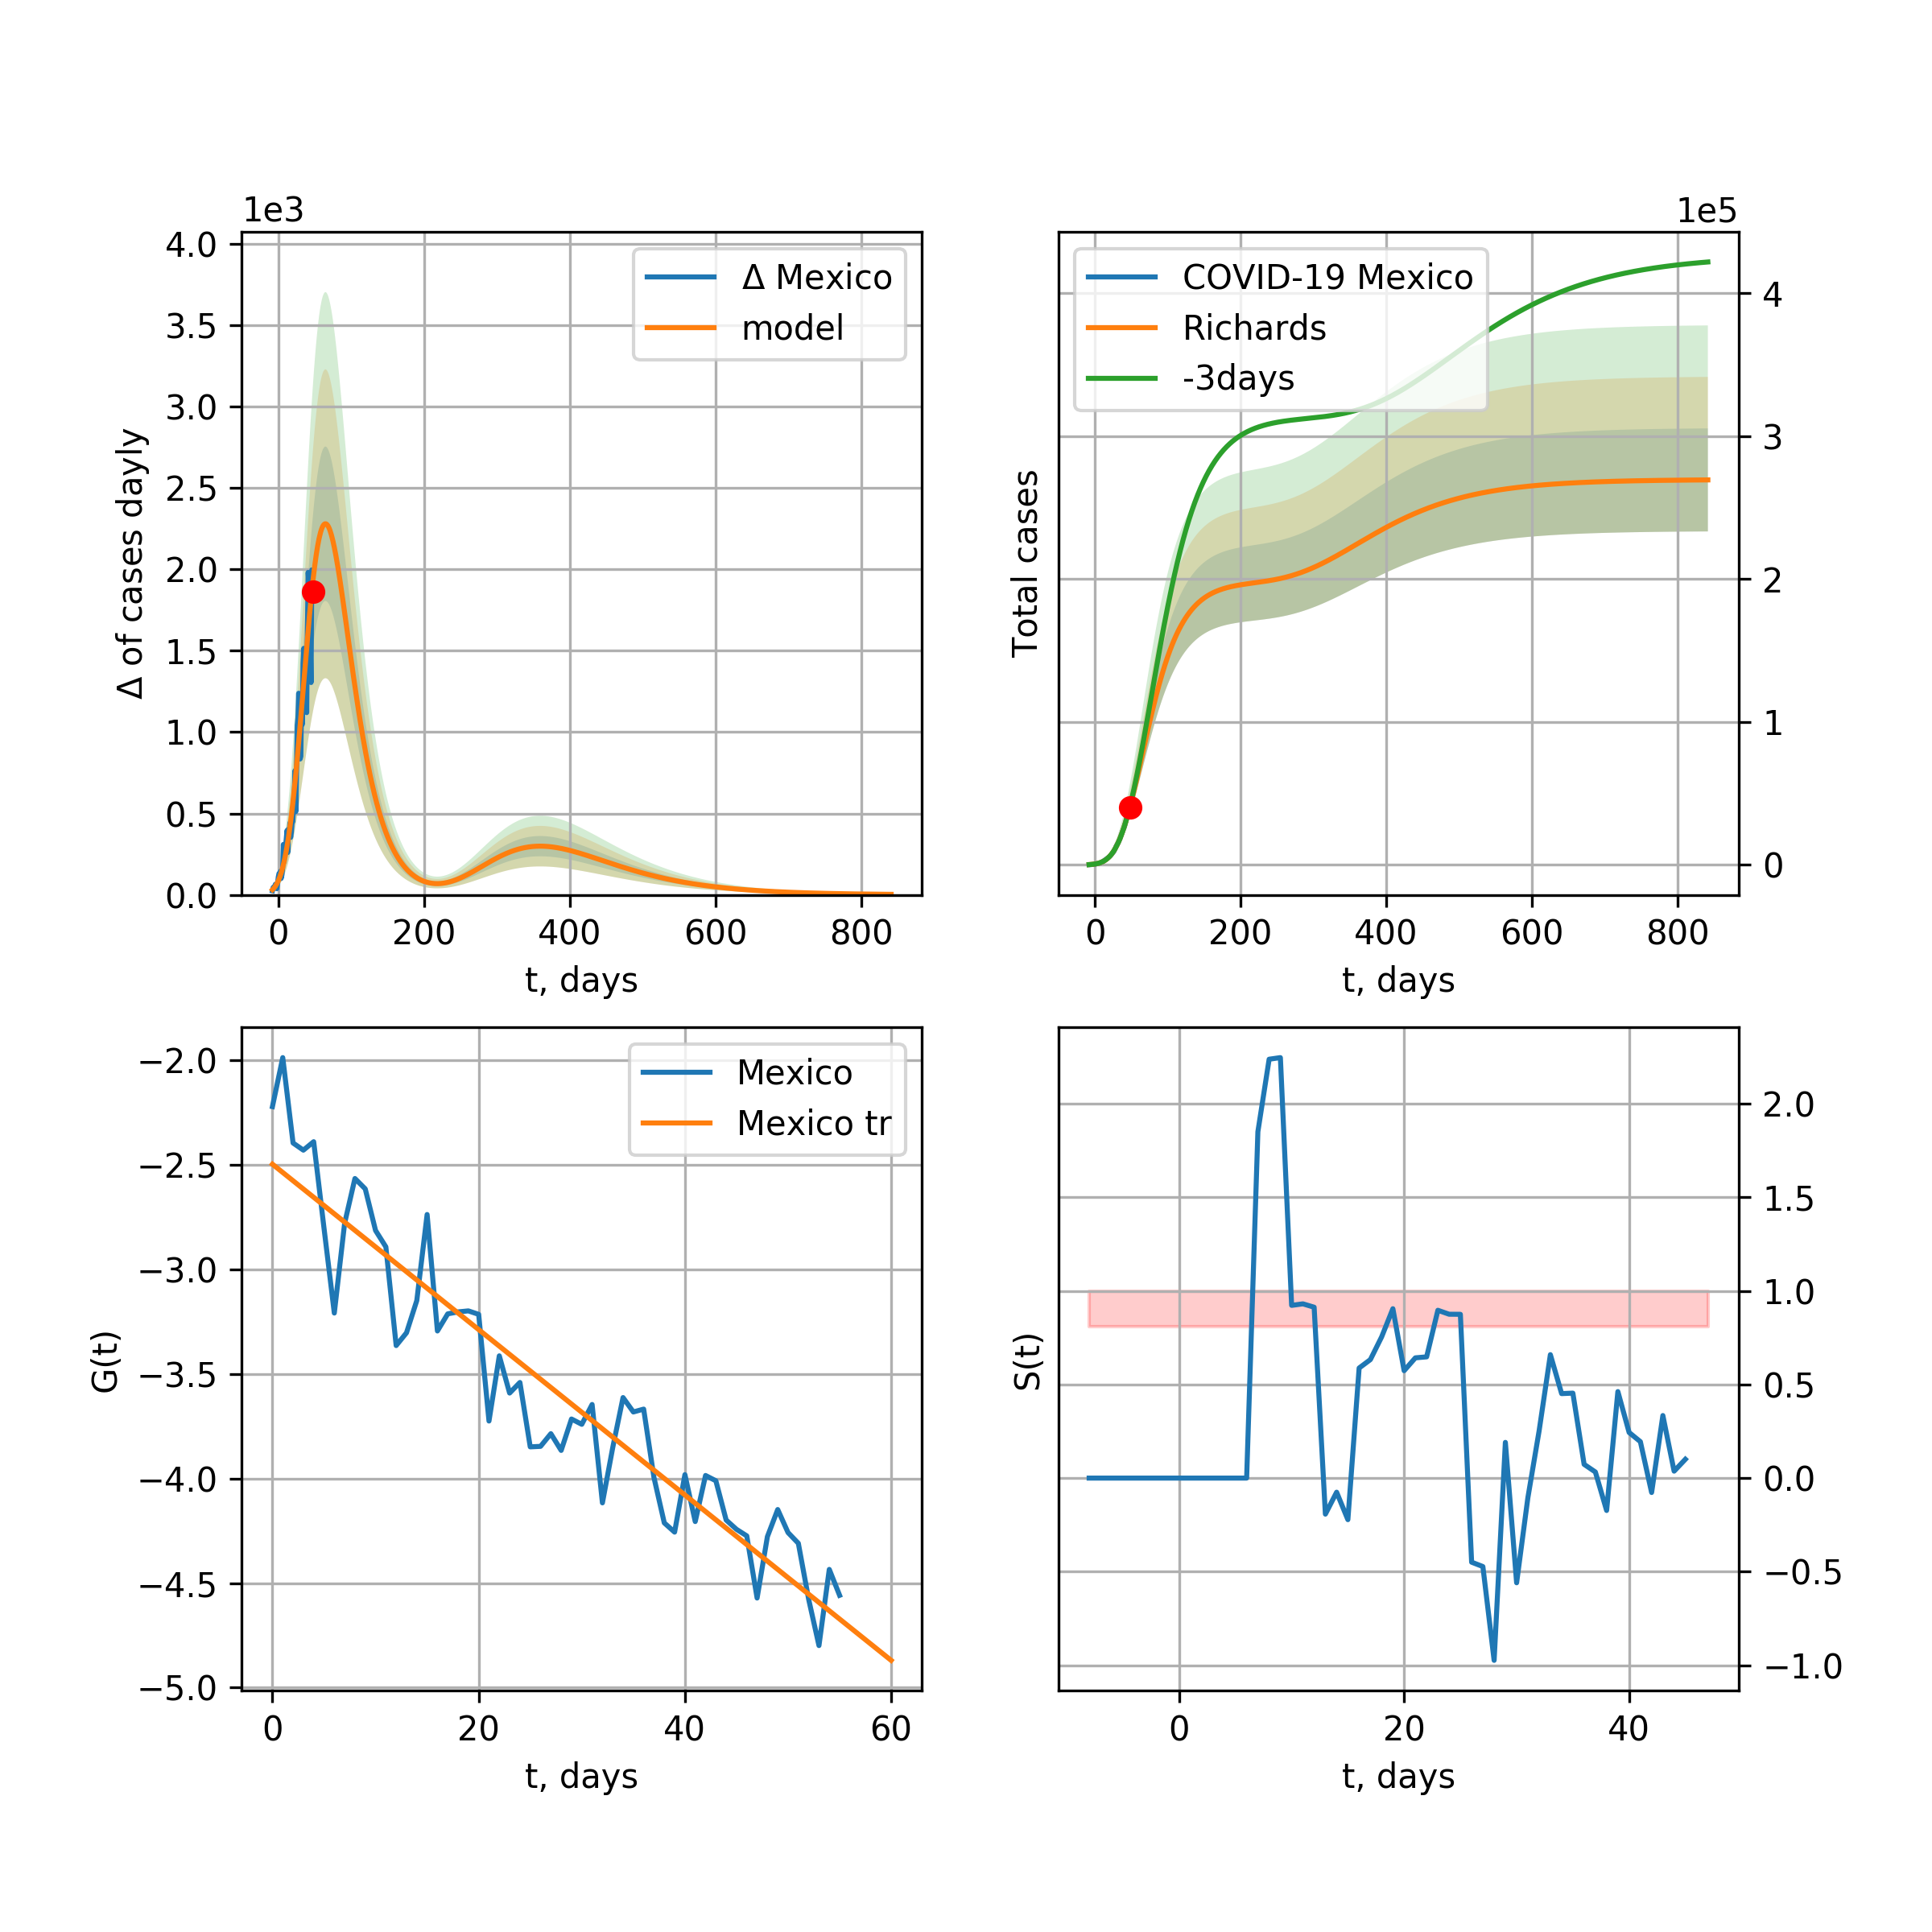 1e3
4.0
3.5
3.0
2.5
2.0
1.5
1.0
0.5
0.0
Δ of cases dayly
Δ Mexico
model
0 200 400 600 800
t, days
1e5
COVID-19 Mexico
Richards
-3days
Total cases
4
3
2
1
0
0 200 400 600 800
t, days
−2.0
−2.5
−3.0
−3.5
−4.0
−4.5
−5.0
G(t)
Mexico
Mexico tr
0 20 40 60
t, days
S(t)
2.0
1.5
1.0
0.5
0.0
−0.5
−1.0
0 20 40
t, days